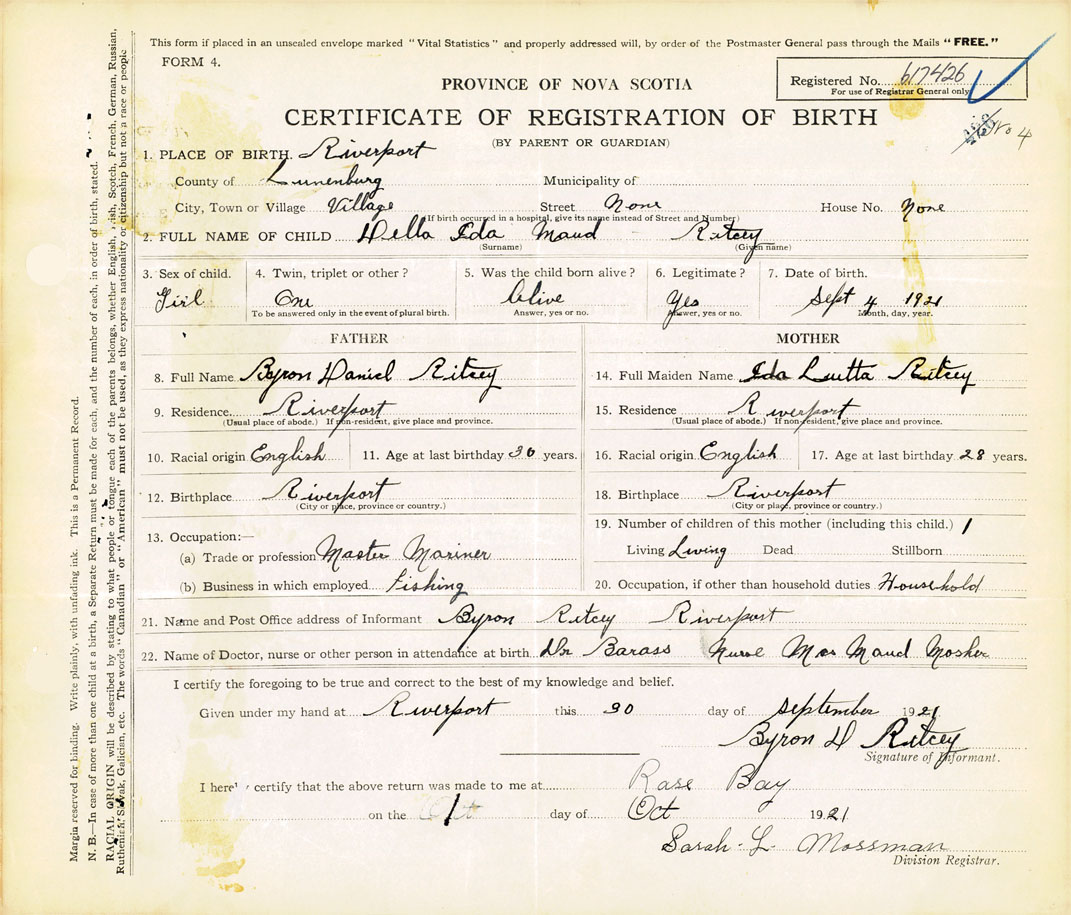 This form if placed in an unsealed envelope marked "Vital Statistics" and properly addressed will, by order of the Postmaster General pass through the Mails "FREE."
FORM 4.
Registered No. 617426
For use of Registrar General only
PROVINCE OF NOVA SCOTIA
CERTIFICATE OF REGISTRATION OF BIRTH
No 4
(BY PARENT OR GUARDIAN)
1. PLACE OF BIRTH. Riverport
County of Lunenburg Municipality of
City, Town or Village Village Street None House No. None
(If birth occurred in a hospital, give its name instead of Street and Number)
2. FULL NAME OF CHILD Della Ida Maud Ritcey
(Surname) (Given name)
3. Sex of child. 4. Twin, triplet or other? 5. Was the child born alive? 6. Legitimate? 7. Date of birth.
Girl One Alive Yes Sept 4 1921
To be answered only in the event of plural birth. Answer, yes or no. Answer, yes or no. Month, day, year.
FATHER MOTHER
8. Full Name Byron Daniel Ritcey 14. Full Maiden Name Ida Lutta Ritcey
9. Residence Riverport 15. Residence Riverport
(Usual place of abode.) If non-resident, give place and province. (Usual place of abode.) If non-resident, give place and province.
10. Racial origin English 11. Age at last birthday 30 years. 16. Racial origin English 17. Age at last birthday 28 years.
12. Birthplace Riverport 18. Birthplace Riverport
(City or place, province or country.) (City or place, province or country.)
13. Occupation:— 19. Number of children of this mother (including this child.) 1
(a) Trade or profession Master Mariner Living Living Dead Stillborn
(b) Business in which employed Fishing 20. Occupation, if other than household duties Household
21. Name and Post Office address of Informant Byron Ritcey Riverport
22. Name of Doctor, nurse or other person in attendance at birth Dr Barass Nurse Mrs Maud Mosher
I certify the foregoing to be true and correct to the best of my knowledge and belief.
Given under my hand at Riverport this 30 day of September 1921
Byron D Ritcey
Signature of Informant.
I hereby certify that the above return was made to me at Rose Bay
on the 1 day of Oct 1921
Sarah L Mossman
Division Registrar.
Margin reserved for binding. Write plainly, with unfading ink. This is a Permanent Record.
N. B.—In case of more than one child at a birth, a Separate Return must be made for each, and the number of each, in order of birth, stated.
RACIAL ORIGIN will be described by stating to what people or tongue each of the parents belongs, whether English, Irish, Scotch, French, German, Russian,
Ruthenian, Slovak, Galician, etc. The words "Canadian" or "American" must not be used, as they express nationality or citizenship but not a race or people